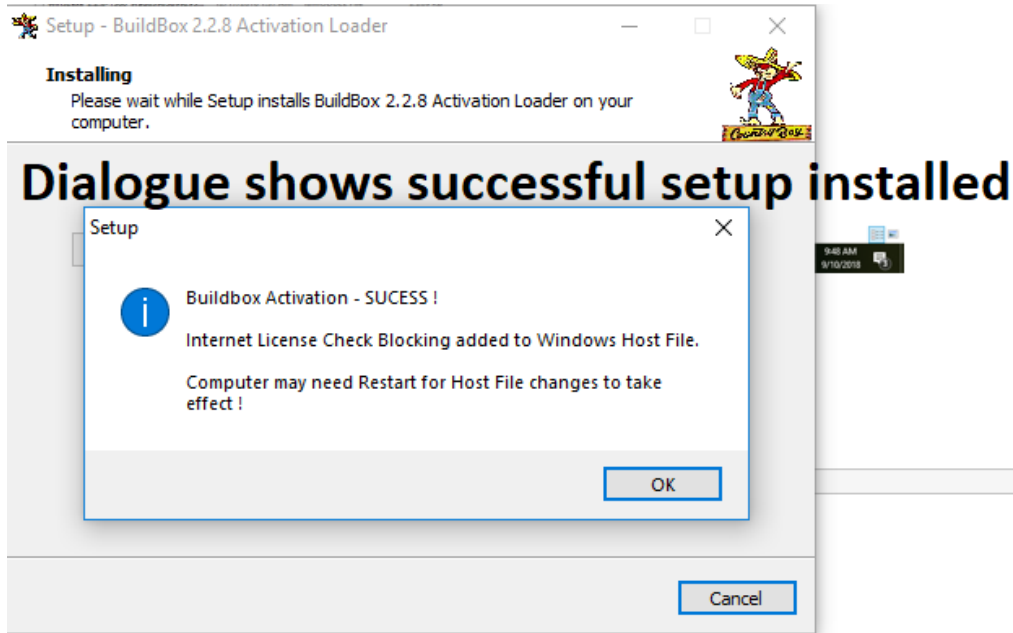 Setup - BuildBox 2.2.8 Activation Loader
Installing
Please wait while Setup installs BuildBox 2.2.8 Activation Loader on your
computer.
Country Boy
Dialogue shows successful setup installed
Setup
9:48 AM
9/10/2018
3
Buildbox Activation - SUCESS !
Internet License Check Blocking added to Windows Host File.
Computer may need Restart for Host File changes to take
effect !
OK
Cancel